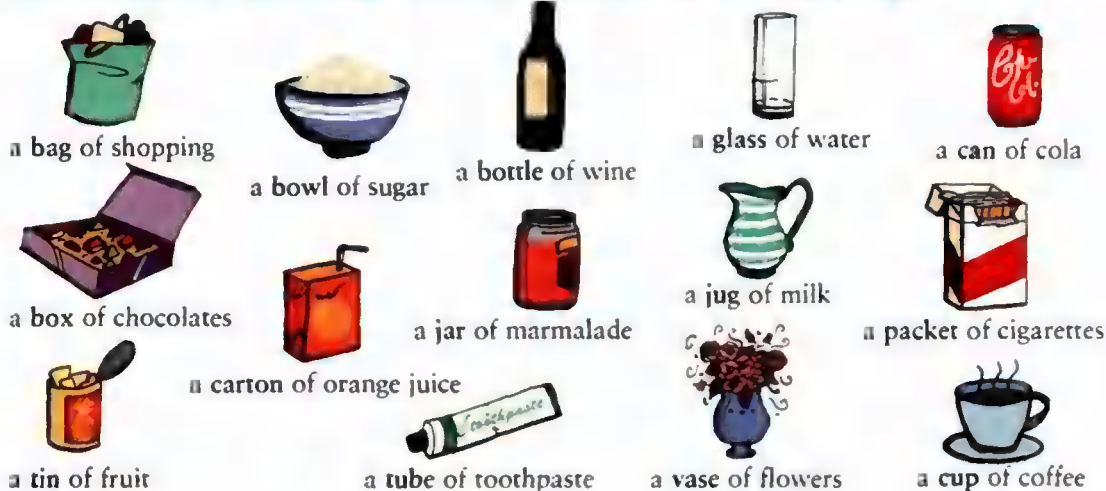 a bag of shopping
a bowl of sugar
a bottle of wine
a glass of water
a can of cola
a box of chocolates
a carton of orange juice
a jar of marmalade
a jug of milk
a packet of cigarettes
a tin of fruit
toothpaste
a tube of toothpaste
a vase of flowers
a cup of coffee